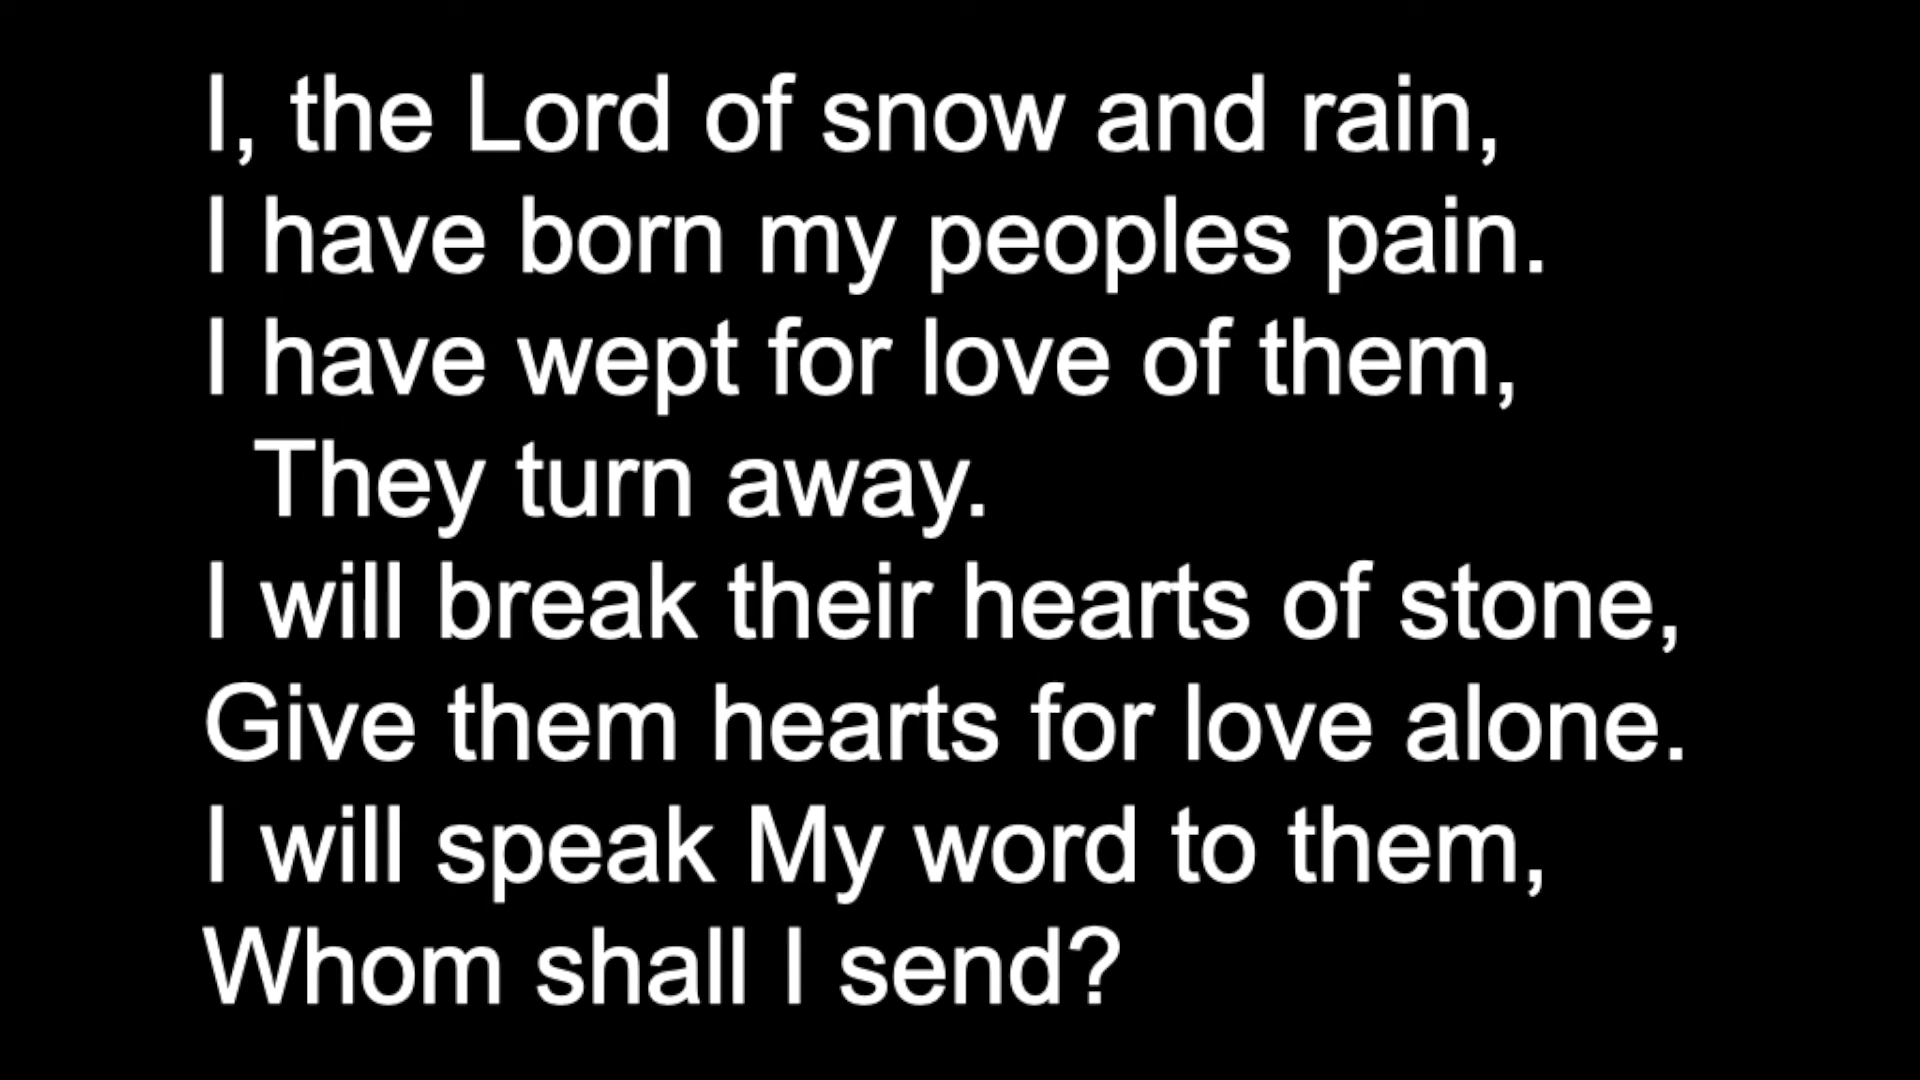 I, the Lord of snow and rain,
I have born my peoples pain.
I have wept for love of them,
They turn away.
I will break their hearts of stone,
Give them hearts for love alone.
I will speak My word to them,
Whom shall I send?